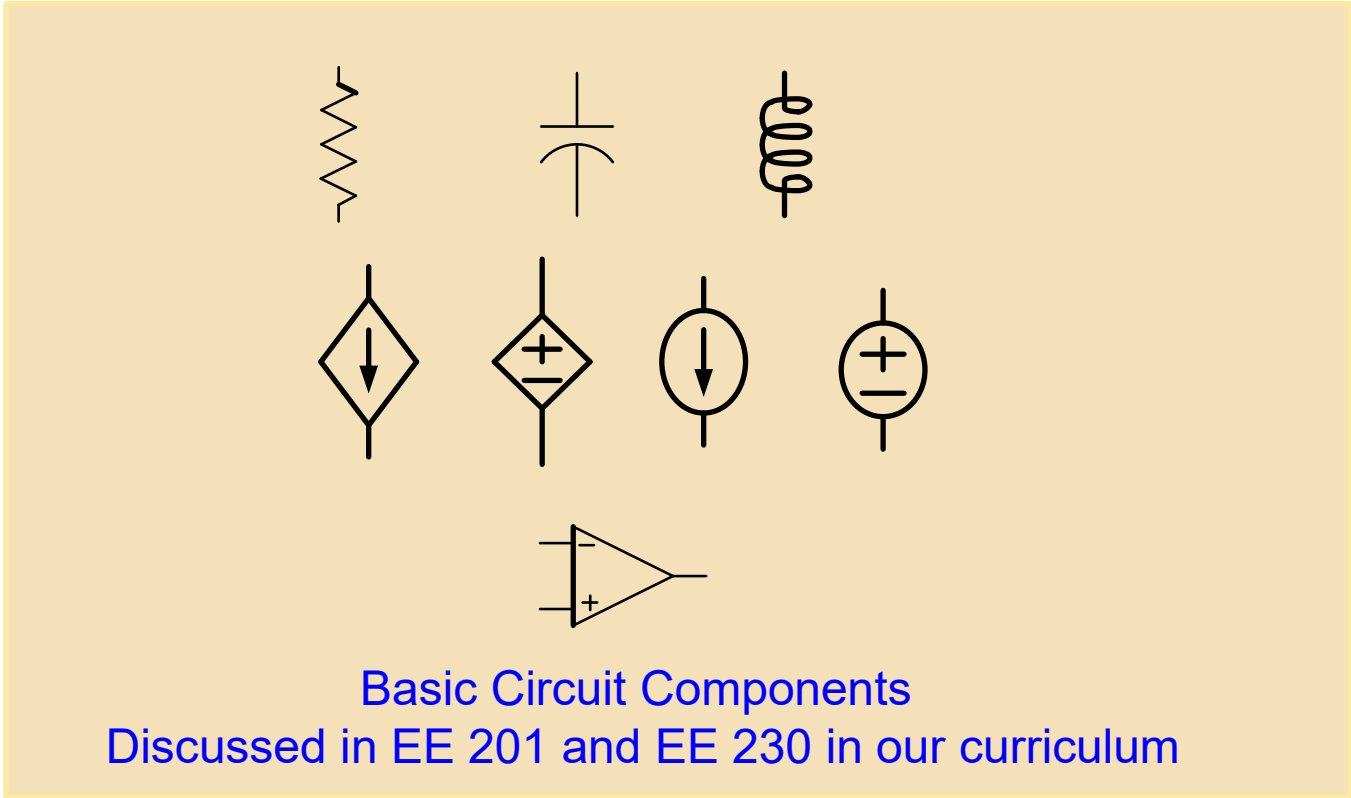 Basic Circuit Components
Discussed in EE 201 and EE 230 in our curriculum